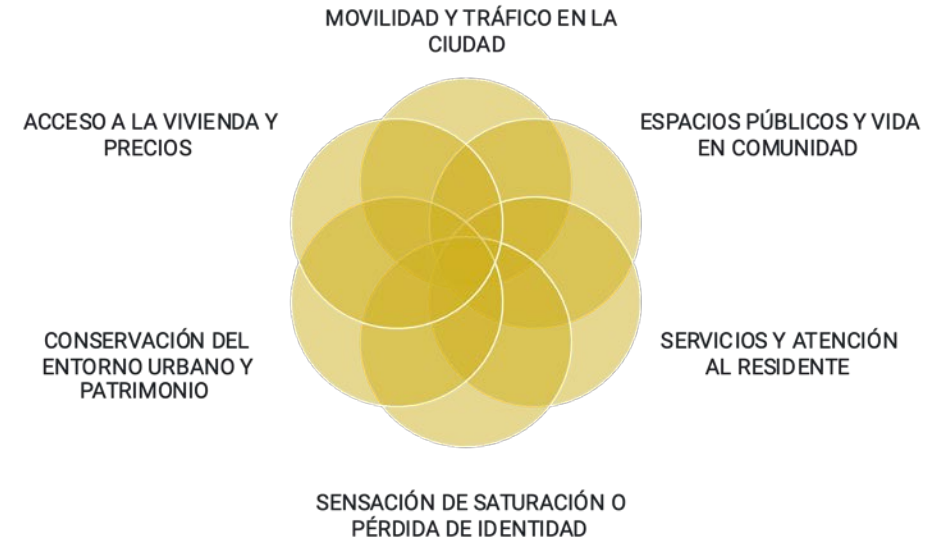 MOVILIDAD Y TRÁFICO EN LA
CIUDAD
ACCESO A LA VIVIENDA Y
PRECIOS
ESPACIOS PÚBLICOS Y VIDA
EN COMUNIDAD
CONSERVACIÓN DEL
ENTORNO URBANO Y
PATRIMONIO
SERVICIOS Y ATENCIÓN
AL RESIDENTE
SENSACIÓN DE SATURACIÓN O
PÉRDIDA DE IDENTIDAD